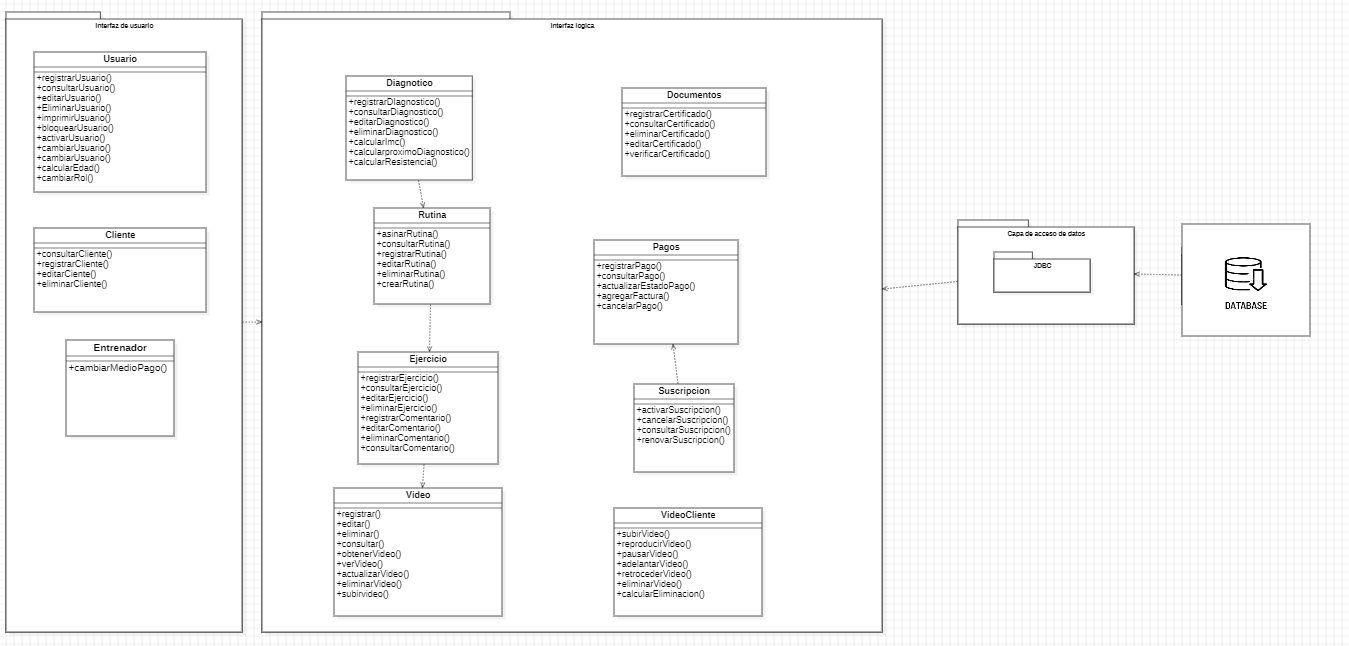 Interfaz de usuario
Usuario
+registrarUsuario()
+consultarUsuario()
+editarUsuario()
+EliminarUsuario()
+imprimirUsuario()
+bloquearUsuario()
+activarUsuario()
+cambiarUsuario()
+cambiarUsuario()
+calcularEdad()
+cambiarRol()
Cliente
+consultarCliente()
+registrarCliente()
+editarCiente()
+eliminarCliente()
Entrenador
+cambiarMedioPago()
Interfaz logica
Diagnotico
+registrarDIagnostico()
+consultarDiagnostico()
+editarDiagnostico()
+eliminarDiagnostico()
+calcularImc()
+calcularproximoDiagnostico()
+calcularResistencia()
Rutina
+asinarRutina()
+consultarRutina()
+registrarRutina()
+editarRutina()
+eliminarRutina()
+crearRutina()
Ejercicio
+registrarEjercicio()
+consultarEjercicio()
+editarEjercicio()
+eliminarEjercicio()
+registrarComentario()
+editarComentario()
+eliminarComentario()
+consultarComentario()
Video
+registrar()
+editar()
+eliminar()
+consultar()
+obtenerVideo()
+verVideo()
+actualizarVideo()
+eliminarVideo()
+subirvideo()
Documentos
+registrarCertificado()
+consultarCertificado()
+eliminarCertificado()
+editarCertificado()
+verificarCertificado()
Pagos
+registrarPago()
+consultarPago()
+actualizarEstadoPago()
+agregarFactura()
+cancelarPago()
Suscripcion
+activarSuscripcion()
+cancelarSuscripcion()
+consultarSuscripcion()
+renovarSuscripcion()
VideoCliente
+subirVideo()
+reproducirVideo()
+pausarVideo()
+adelantarVideo()
+retrocederVideo()
+eliminarVideo()
+calcularEliminacion()
Capa de acceso de datos
JDBC
DATABASE